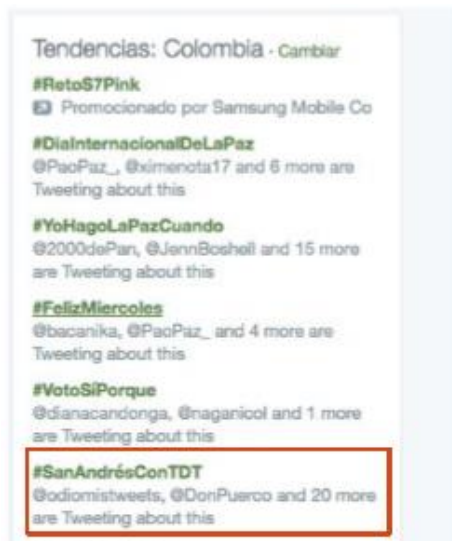 Tendencias: Colombia · Cambiar
#RetoS7Pink
Promocionado por Samsung Mobile Co
#DiaInternacionalDeLaPaz
@PaoPaz_, @ximenota17 and 6 more are
Tweeting about this
#YoHagoLaPazCuando
@2000dePan, @JennBoshell and 15 more
are Tweeting about this
#FelizMiercoles
@bacanika, @PaoPaz_ and 4 more are
Tweeting about this
#VotoSíPorque
@dianacandonga, @naganicol and 1 more
are Tweeting about this
#SanAndrésConTDT
@odiomistweets, @DonPuerco and 20 more
are Tweeting about this